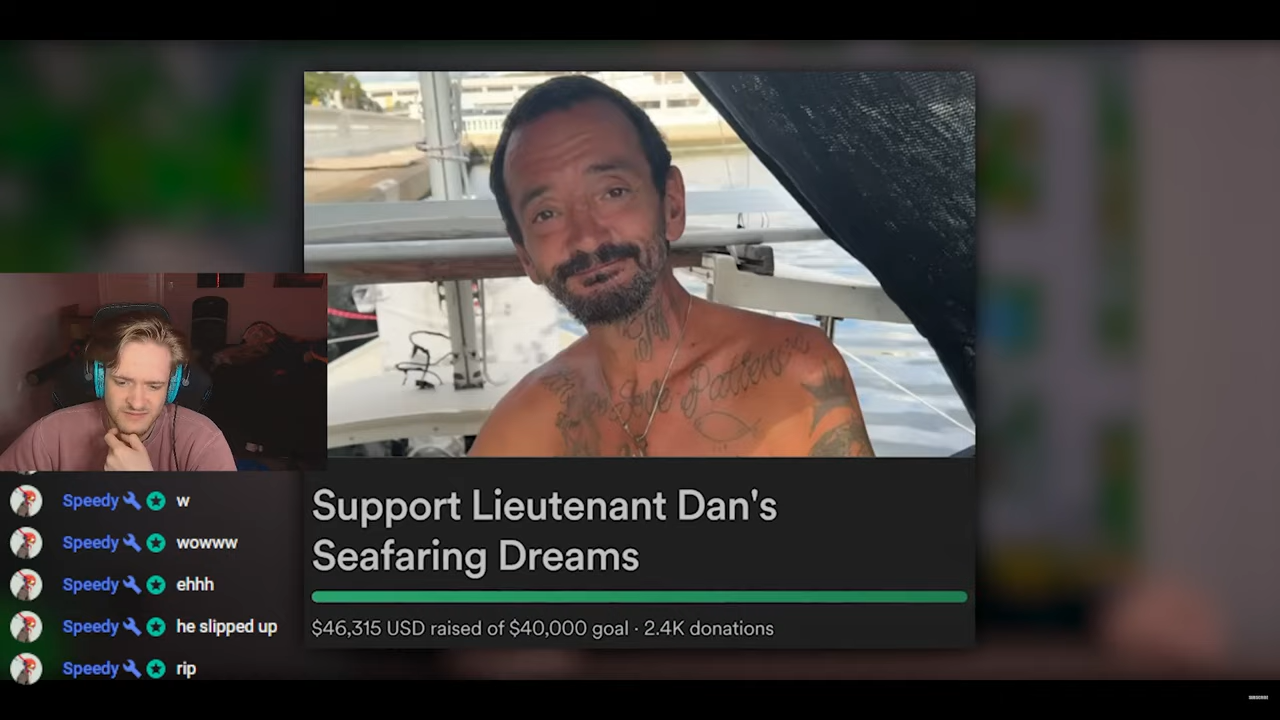 Support Lieutenant Dan's
Seafaring Dreams
$46,315 USD raised of $40,000 goal · 2.4K donations
Speedy w
Speedy wowww
Speedy ehhh
Speedy he slipped up
Speedy rip
SUBSCRIBE